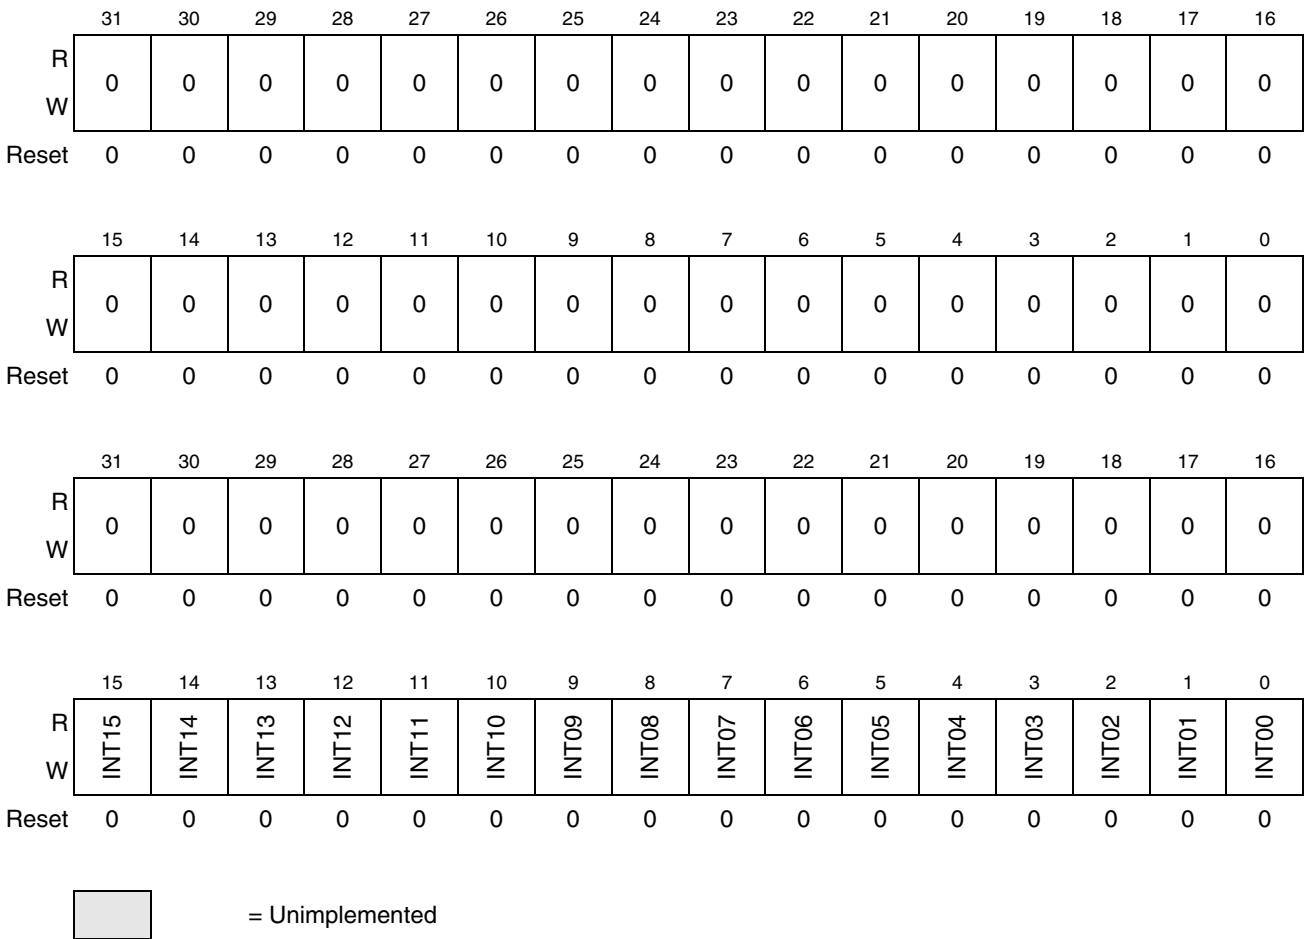 31 30 29 28 27 26 25 24 23 22 21 20 19 18 17 16
R
0 0 0 0 0 0 0 0 0 0 0 0 0 0 0 0
W
Reset 0 0 0 0 0 0 0 0 0 0 0 0 0 0 0 0
15 14 13 12 11 10 9 8 7 6 5 4 3 2 1 0
R
0 0 0 0 0 0 0 0 0 0 0 0 0 0 0 0
W
Reset 0 0 0 0 0 0 0 0 0 0 0 0 0 0 0 0
31 30 29 28 27 26 25 24 23 22 21 20 19 18 17 16
R
0 0 0 0 0 0 0 0 0 0 0 0 0 0 0 0
W
Reset 0 0 0 0 0 0 0 0 0 0 0 0 0 0 0 0
15 14 13 12 11 10 9 8 7 6 5 4 3 2 1 0
R
INT15 INT14 INT13 INT12 INT11 INT10 INT09 INT08 INT07 INT06 INT05 INT04 INT03 INT02 INT01 INT00
W
Reset 0 0 0 0 0 0 0 0 0 0 0 0 0 0 0 0
= Unimplemented